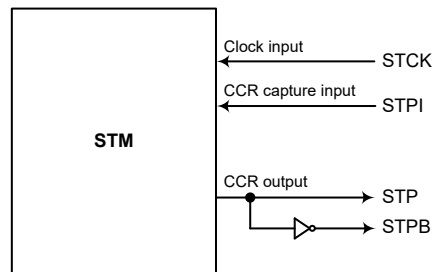 Clock input
STCK
CCR capture input
STPI
STM
CCR output
STP
STPB